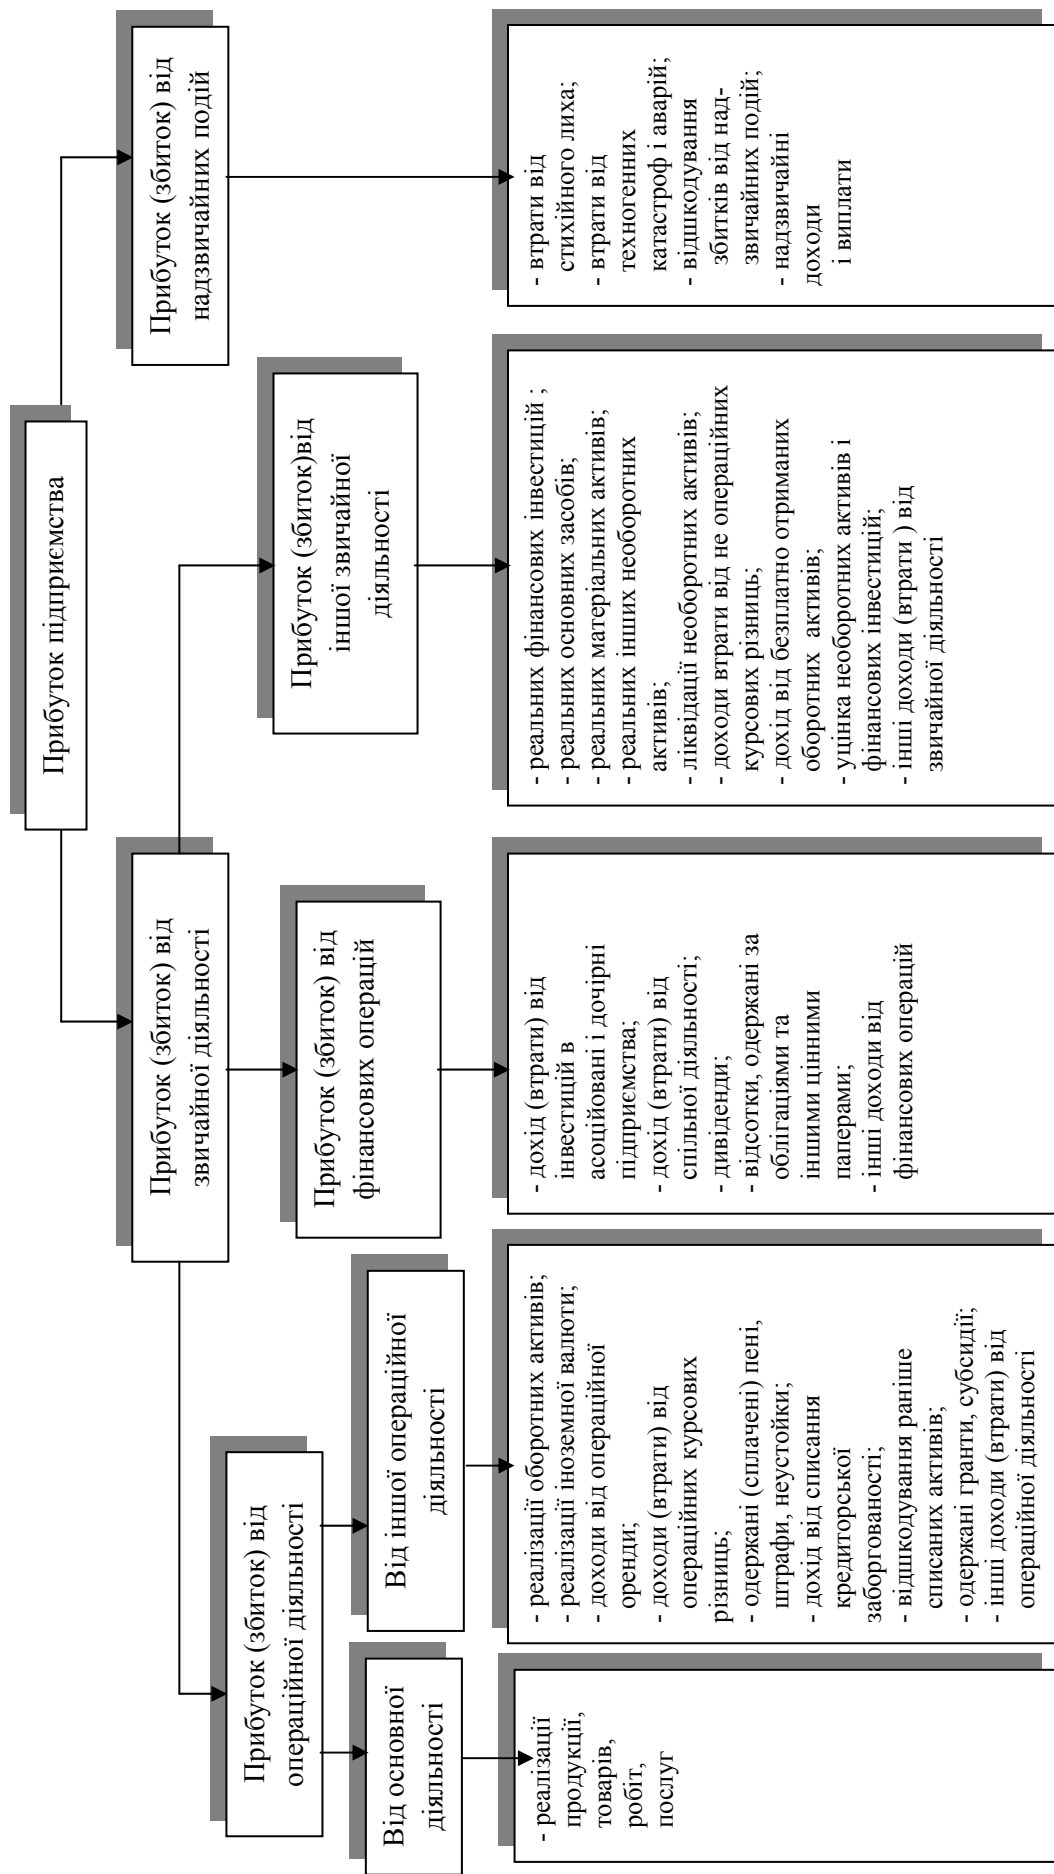 Прибуток підприємства
Прибуток (збиток) від
звичайної діяльності
Прибуток (збиток) від
надзвичайних подій
Прибуток (збиток) від
операційної діяльності
Прибуток (збиток) від
фінансових операцій
Прибуток (збиток)від
іншої звичайної
діяльності
Від основної
діяльності
Від іншої операційної
діяльності
- реалізації
продукції,
товарів,
робіт,
послуг
- реалізації оборотних активів;
- реалізації іноземної валюти;
- доходи від операційної
оренди;
- доходи (втрати) від
операційних курсових
різниць;
- одержані (сплачені) пені,
штрафи, неустойки;
- дохід від списання
кредиторської
заборгованості;
- відшкодування раніше
списаних активів;
- одержані гранти, субсидії;
- інші доходи (втрати) від
операційної діяльності
- дохід (втрати) від
інвестицій в
асоційовані і дочірні
підприємства;
- дохід (втрати) від
спільної діяльності;
- дивіденди;
- відсотки, одержані за
облігаціями та
іншими цінними
паперами;
- інші доходи від
фінансових операцій
- реальних фінансових інвестицій ;
- реальних основних засобів;
- реальних матеріальних активів;
- реальних інших необоротних
активів;
- ліквідації необоротних активів;
- доходи втрати від не операційних
курсових різниць;
- дохід від безплатно отриманих
оборотних активів;
- уцінка необоротних активів і
фінансових інвестицій;
- інші доходи (втрати ) від
звичайної діяльності
- втрати від
стихійного лиха;
- втрати від
техногенних
катастроф і аварій;
- відшкодування
збитків від над-
звичайних подій;
- надзвичайні
доходи
і виплати